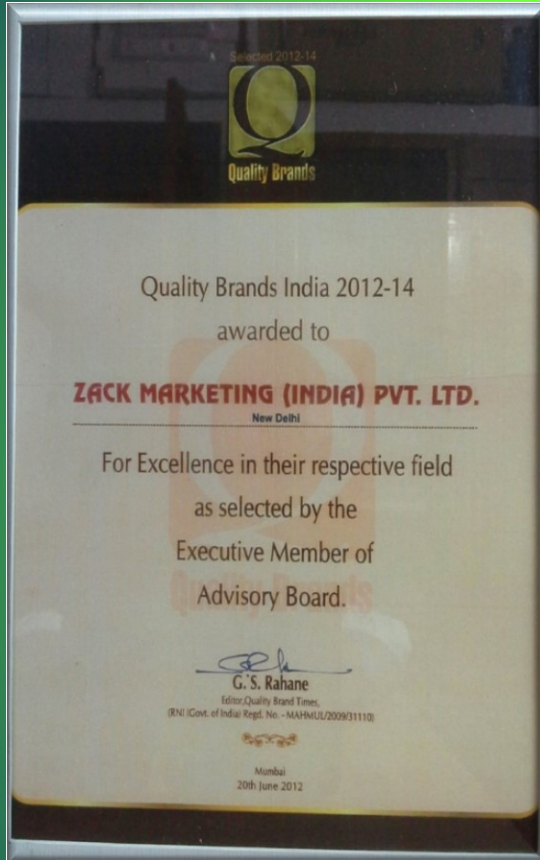 Selected 2012-14
Q
Quality Brands
Quality Brands India 2012-14
awarded to
ZACK MARKETING (INDIA) PVT. LTD.
New Delhi
For Excellence in their respective field
as selected by the
Executive Member of
Advisory Board.
Quality Brands
G. S. Rahane
Editor,Quality Brand Times,
(RNI (Govt. of India) Regd. No. - MAHMUL/2009/31110)
Mumbai
20th June 2012